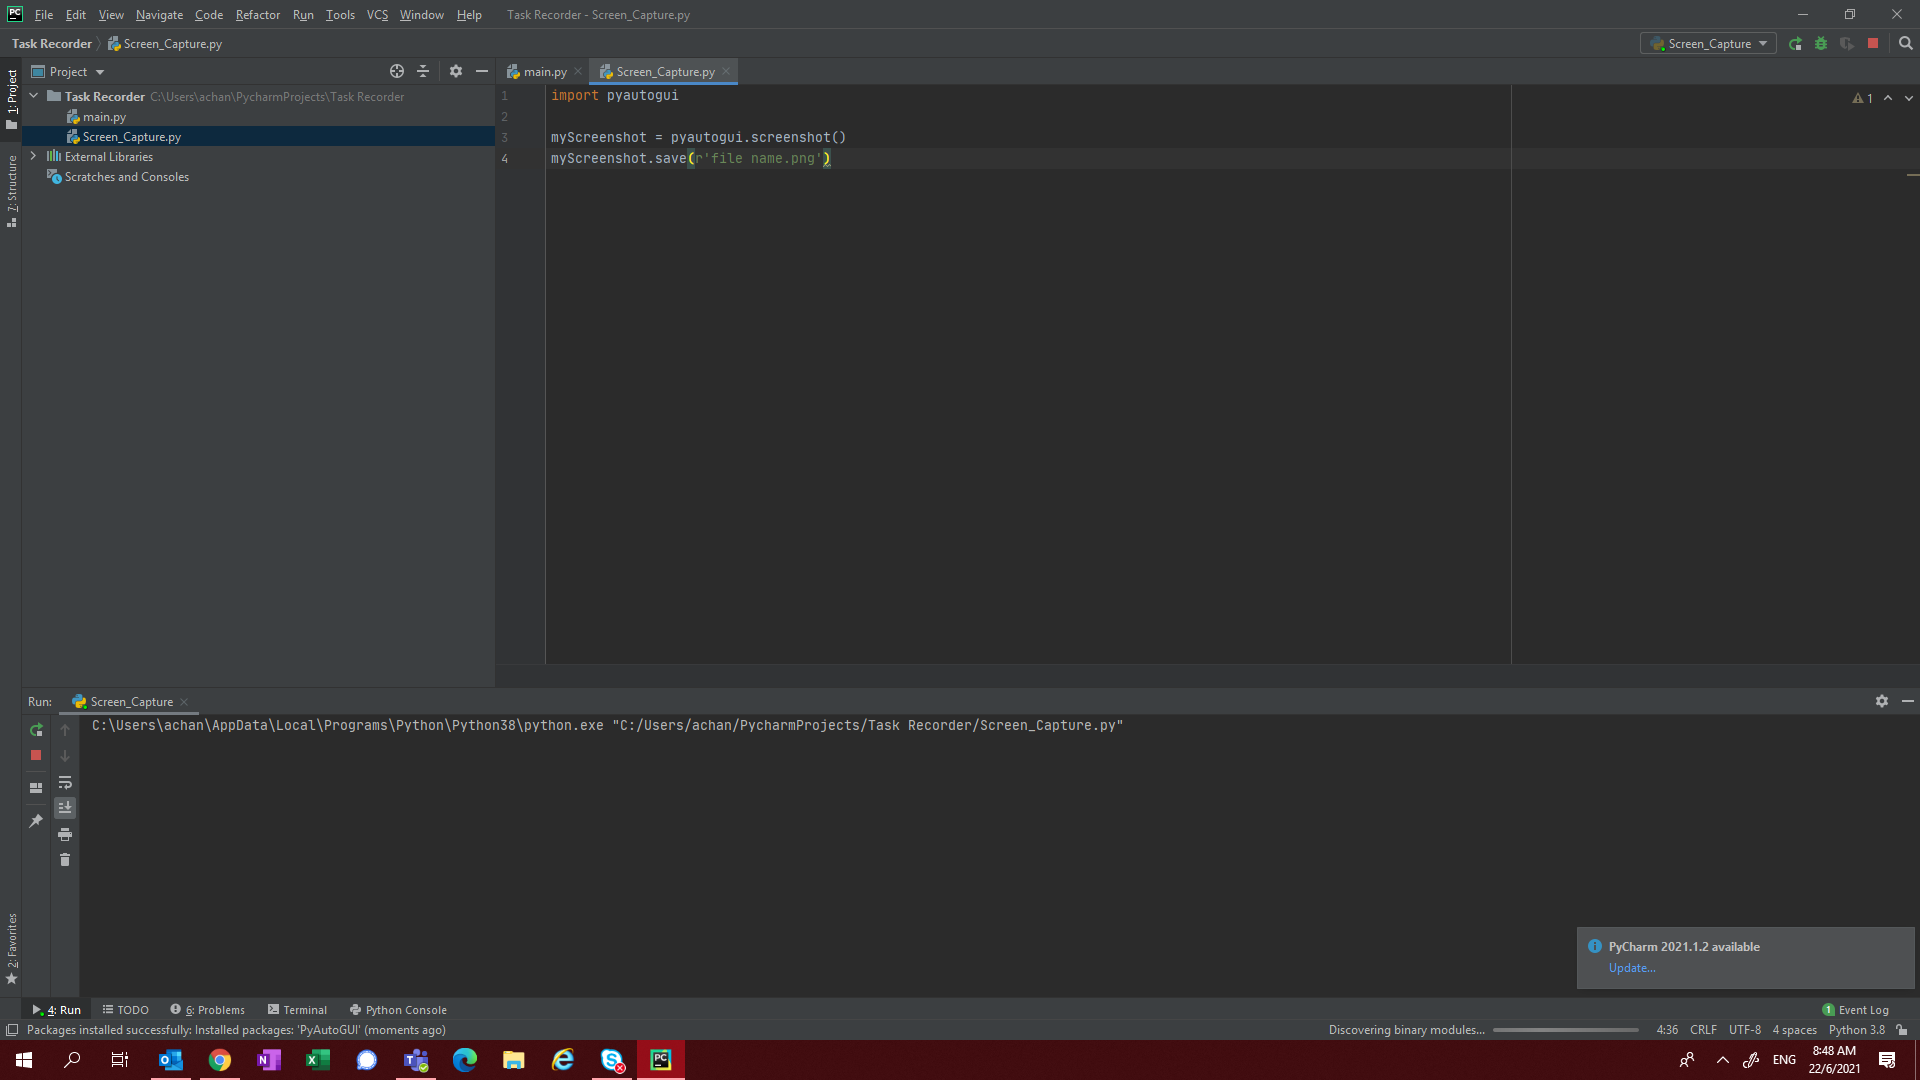 PC File Edit View Navigate Code Refactor Run Tools VCS Window Help Task Recorder - Screen_Capture.py
Task Recorder Screen_Capture.py Screen_Capture
1: Project
Project
main.py Screen_Capture.py
Task Recorder C:\Users\achan\PycharmProjects\Task Recorder
main.py
Screen_Capture.py
External Libraries
Scratches and Consoles
7: Structure
1 import pyautogui
2
3 myScreenshot = pyautogui.screenshot()
4 myScreenshot.save(r'file name.png')
1
Run: Screen_Capture
C:\Users\achan\AppData\Local\Programs\Python\Python38\python.exe "C:/Users/achan/PycharmProjects/Task Recorder/Screen_Capture.py"
2: Favorites
PyCharm 2021.1.2 available
Update...
4: Run TODO 6: Problems Terminal Python Console 1 Event Log
Packages installed successfully: Installed packages: 'PyAutoGUI' (moments ago) Discovering binary modules... 4:36 CRLF UTF-8 4 spaces Python 3.8
ENG 8:48 AM
22/6/2021